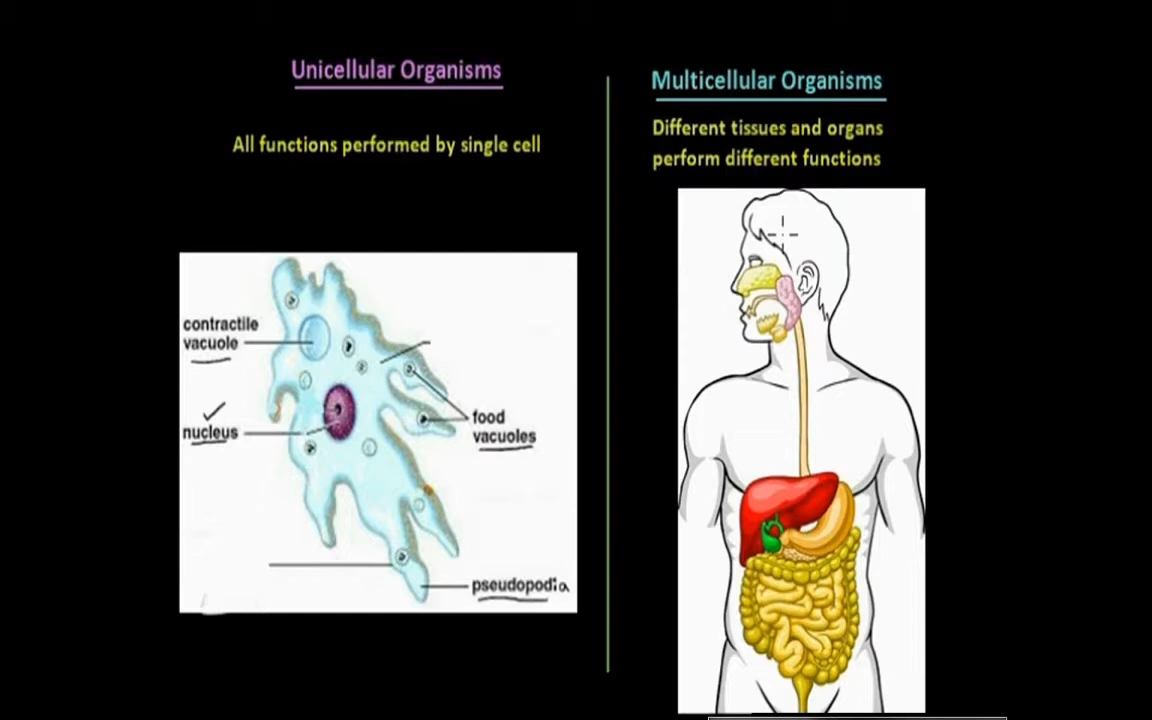 Unicellular Organisms
All functions performed by single cell
contractile
vacuole
nucleus
food
vacuoles
pseudopodia
Multicellular Organisms
Different tissues and organs
perform different functions